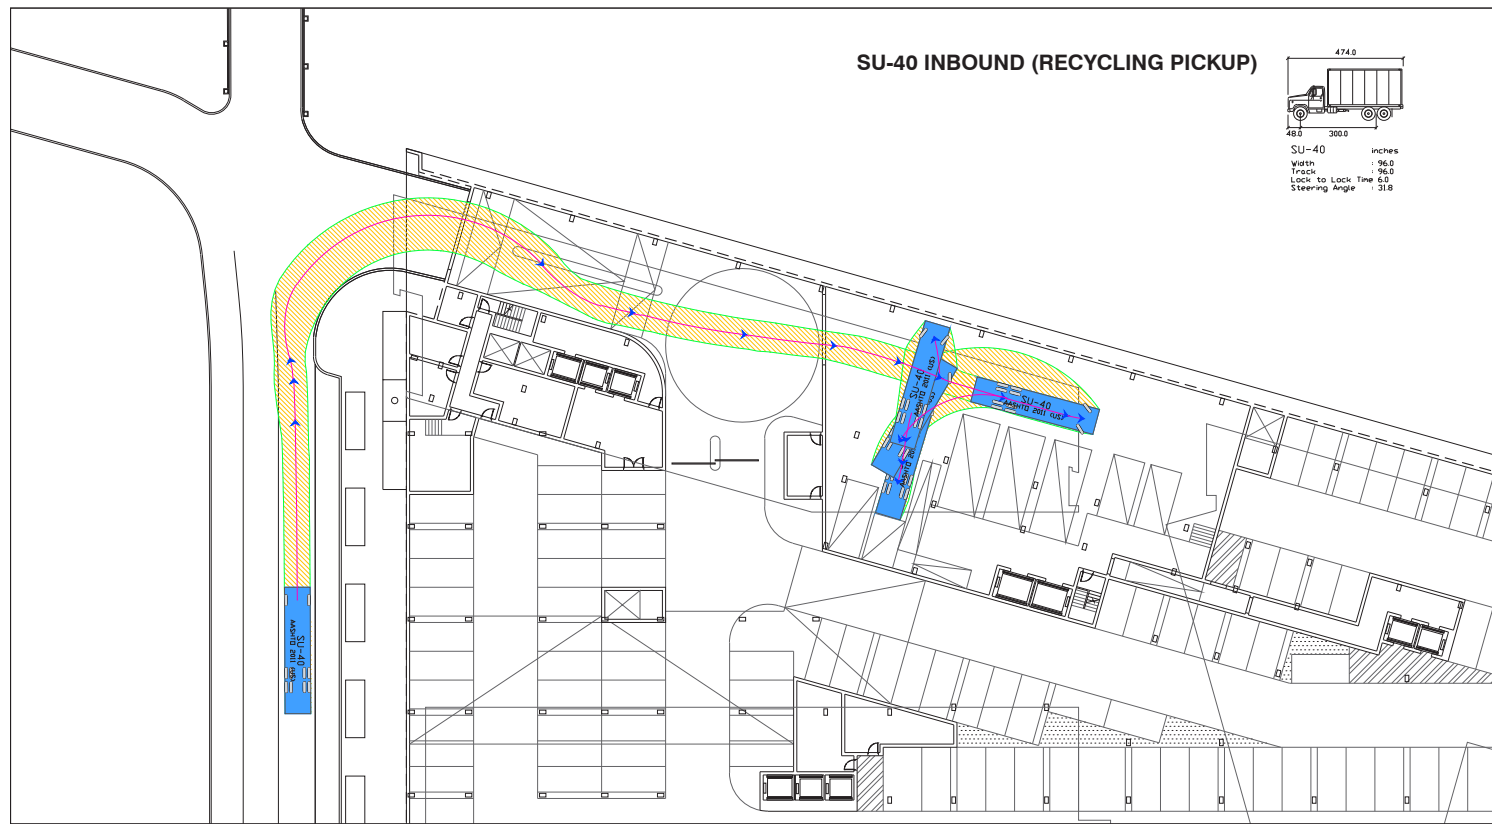 SU-40 INBOUND (RECYCLING PICKUP)
474.0
48.0
300.0
SU-40 inches
Width : 96.0
Track : 96.0
Lock to Lock Time : 6.0
Steering Angle : 31.8
SU-40
AASHTO 2011 (US)
SU-40
AASHTO 2011 (US)
SU-40
AASHTO 2011 (US)